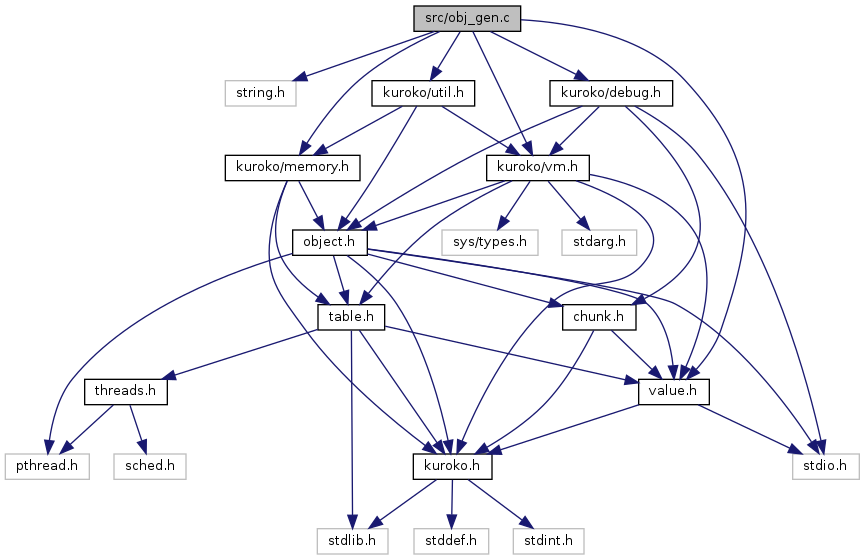 src/obj_gen.c
string.h
kuroko/util.h
kuroko/debug.h
kuroko/memory.h
kuroko/vm.h
object.h
sys/types.h
stdarg.h
table.h
chunk.h
threads.h
value.h
pthread.h
sched.h
kuroko.h
stdio.h
stdlib.h
stddef.h
stdint.h